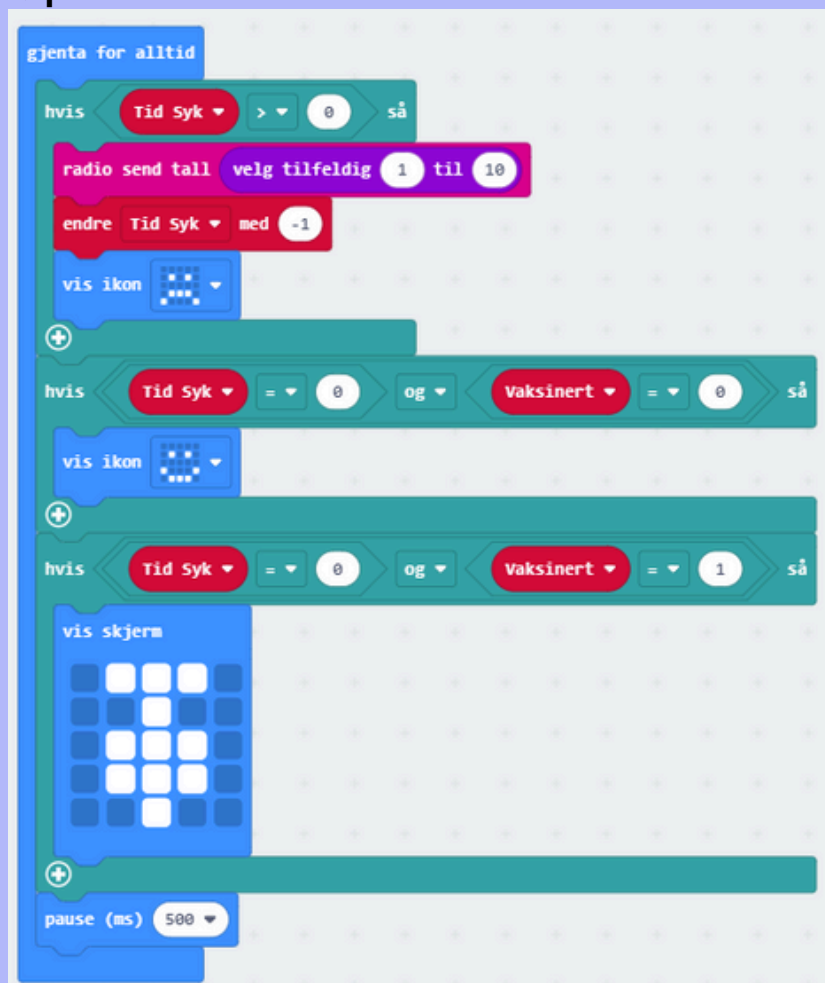 gjenta for alltid
hvis Tid Syk > 0 så
radio send tall velg tilfeldig 1 til 10
endre Tid Syk med -1
vis ikon
hvis Tid Syk = 0 og Vaksinert = 0 så
vis ikon
hvis Tid Syk = 0 og Vaksinert = 1 så
vis skjerm
pause (ms) 500